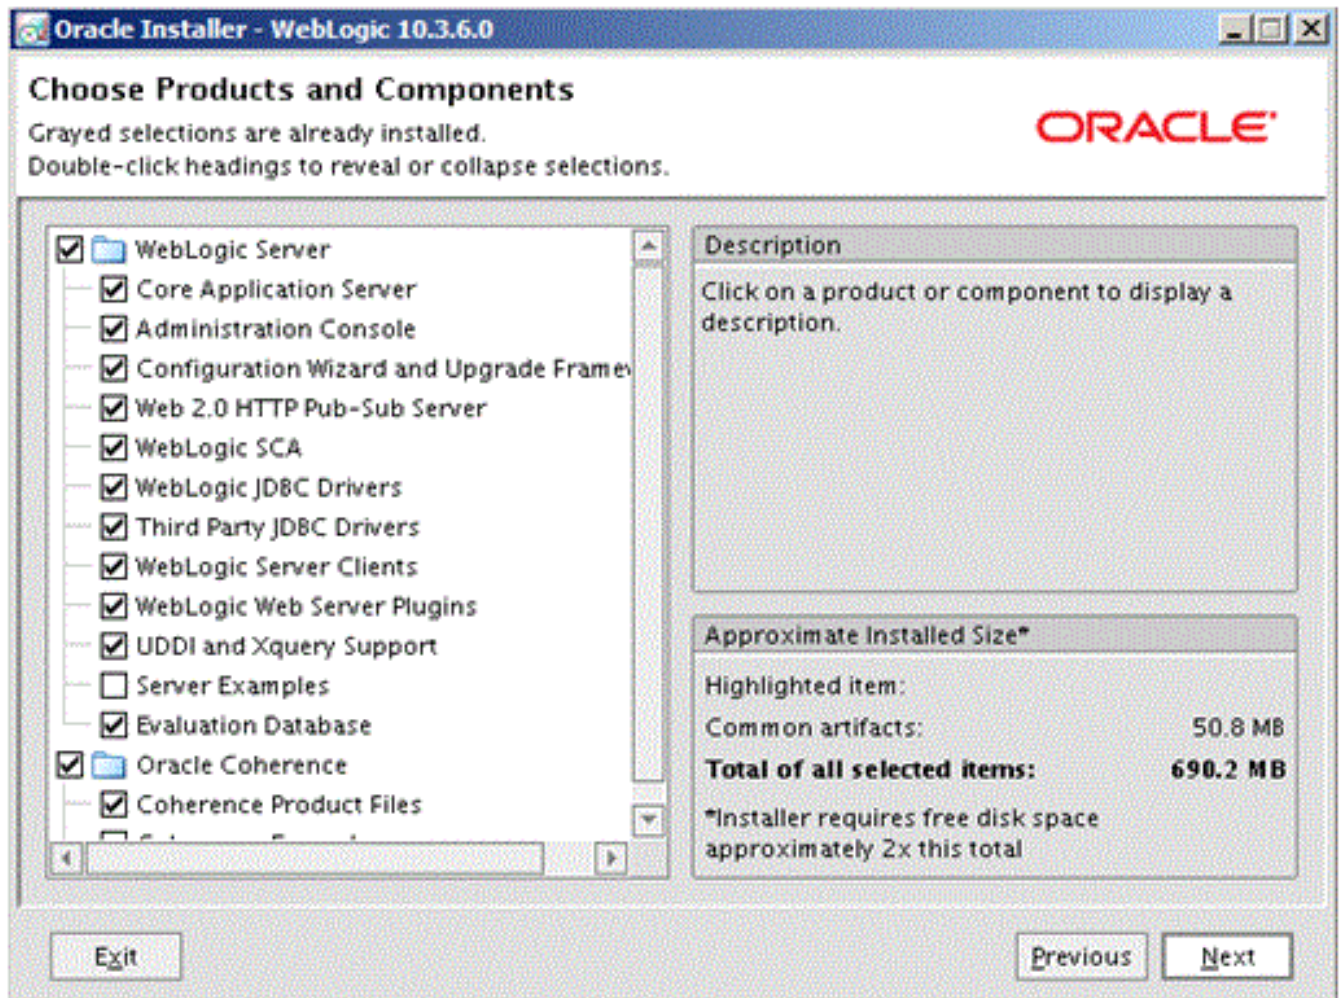 Oracle Installer - WebLogic 10.3.6.0
Choose Products and Components
Grayed selections are already installed.
Double-click headings to reveal or collapse selections.
ORACLE
WebLogic Server
Core Application Server
Administration Console
Configuration Wizard and Upgrade
Web 2.0 HTTP Pub-Sub Server
WebLogic SCA
WebLogic JDBC Drivers
Third Party JDBC Drivers
WebLogic Server Clients
WebLogic Web Server Plugins
UDDI and Xquery Support
Server Examples
Evaluation Database
Oracle Coherence
Coherence Product Files
Description
Click on a product or component to display a
description.
Approximate Installed Size*
Highlighted item:
Common artifacts: 50.8 MB
Total of all selected items: 690.2 MB
*Installer requires free disk space
approximately 2x this total
Exit
Previous
Next